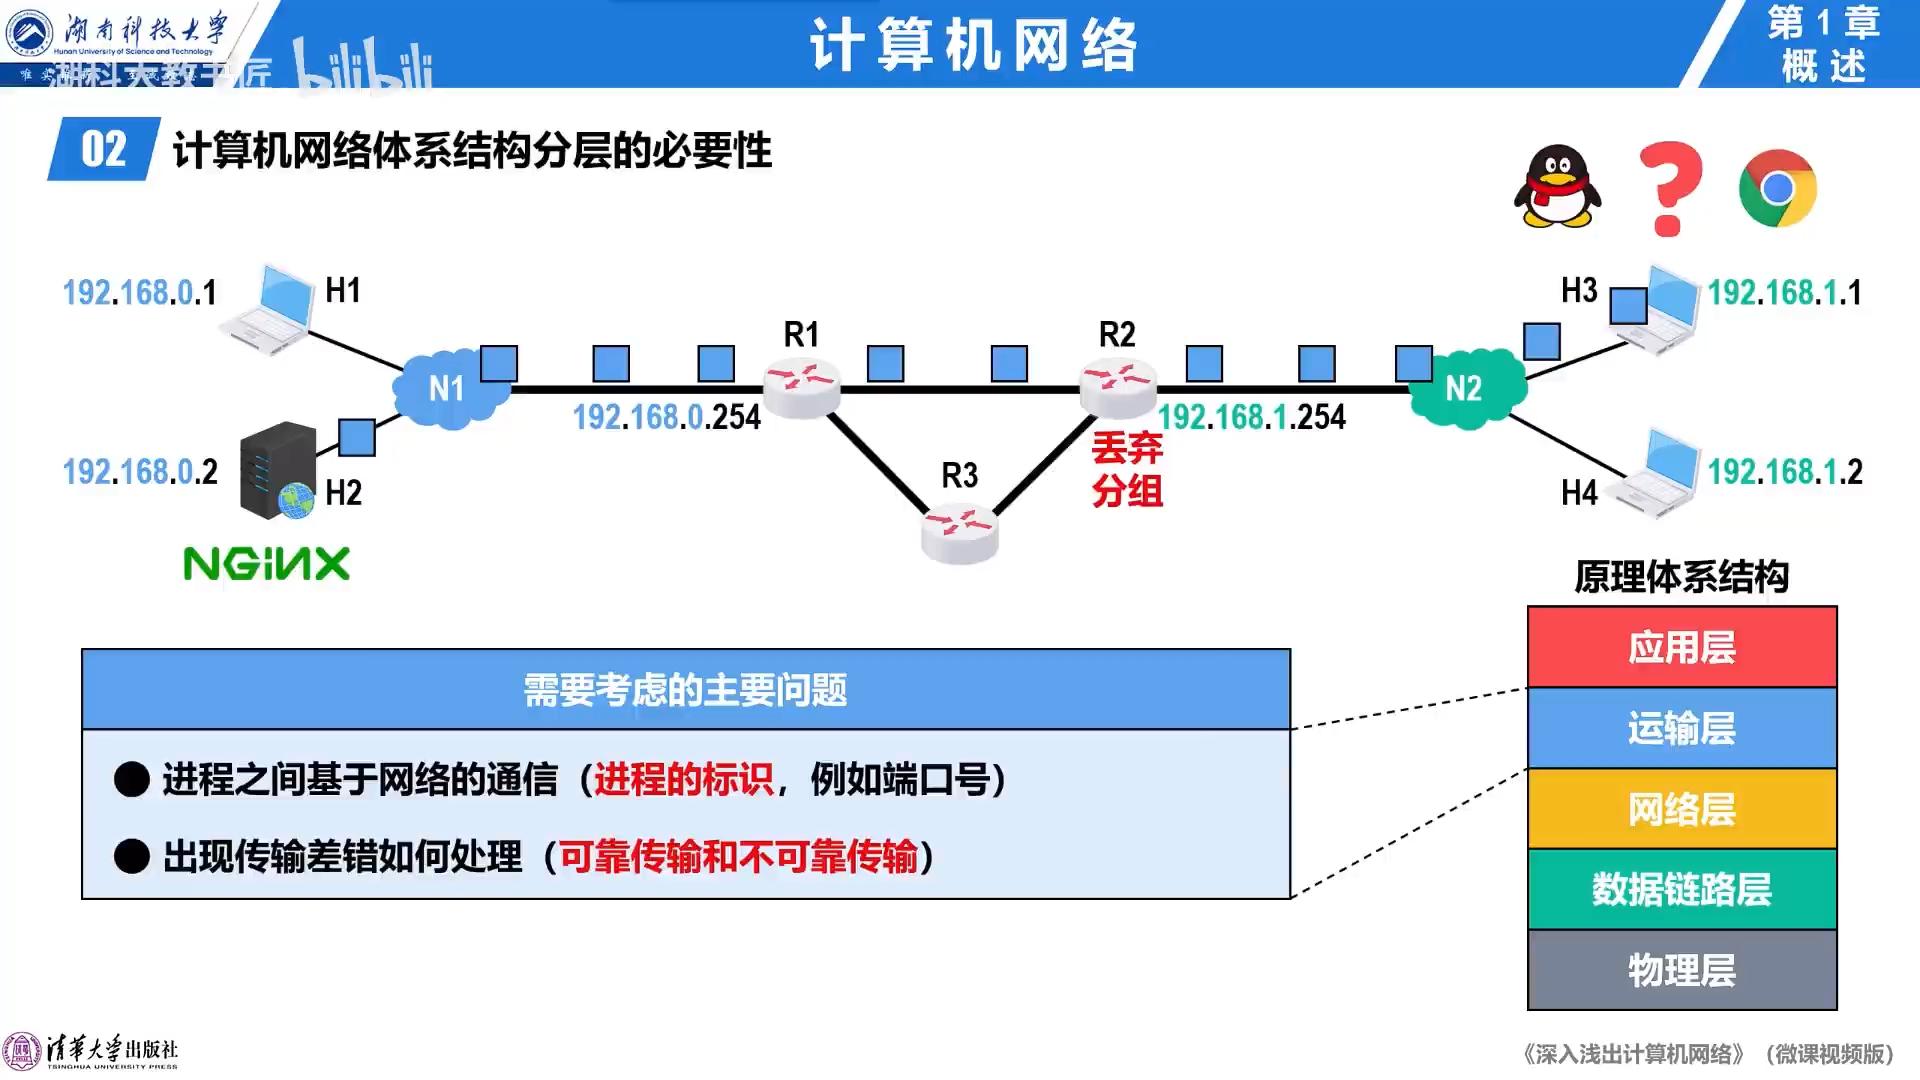 湖南科技大学
Hunan University of Science and Technology
湖科大教书匠 bilibili
计算机网络
第1章
概述
02 计算机网络体系结构分层的必要性
192.168.0.1
H1
H3
192.168.1.1
R1
R2
N1
N2
192.168.0.254
192.168.1.254
丢弃
分组
192.168.0.2
H2
R3
H4
192.168.1.2
NGINX
原理体系结构
应用层
运输层
网络层
数据链路层
物理层
需要考虑的主要问题
● 进程之间基于网络的通信（进程的标识，例如端口号）
● 出现传输差错如何处理（可靠传输和不可靠传输）
清华大学出版社
TSINGHUA UNIVERSITY PRESS
《深入浅出计算机网络》（微课视频版）